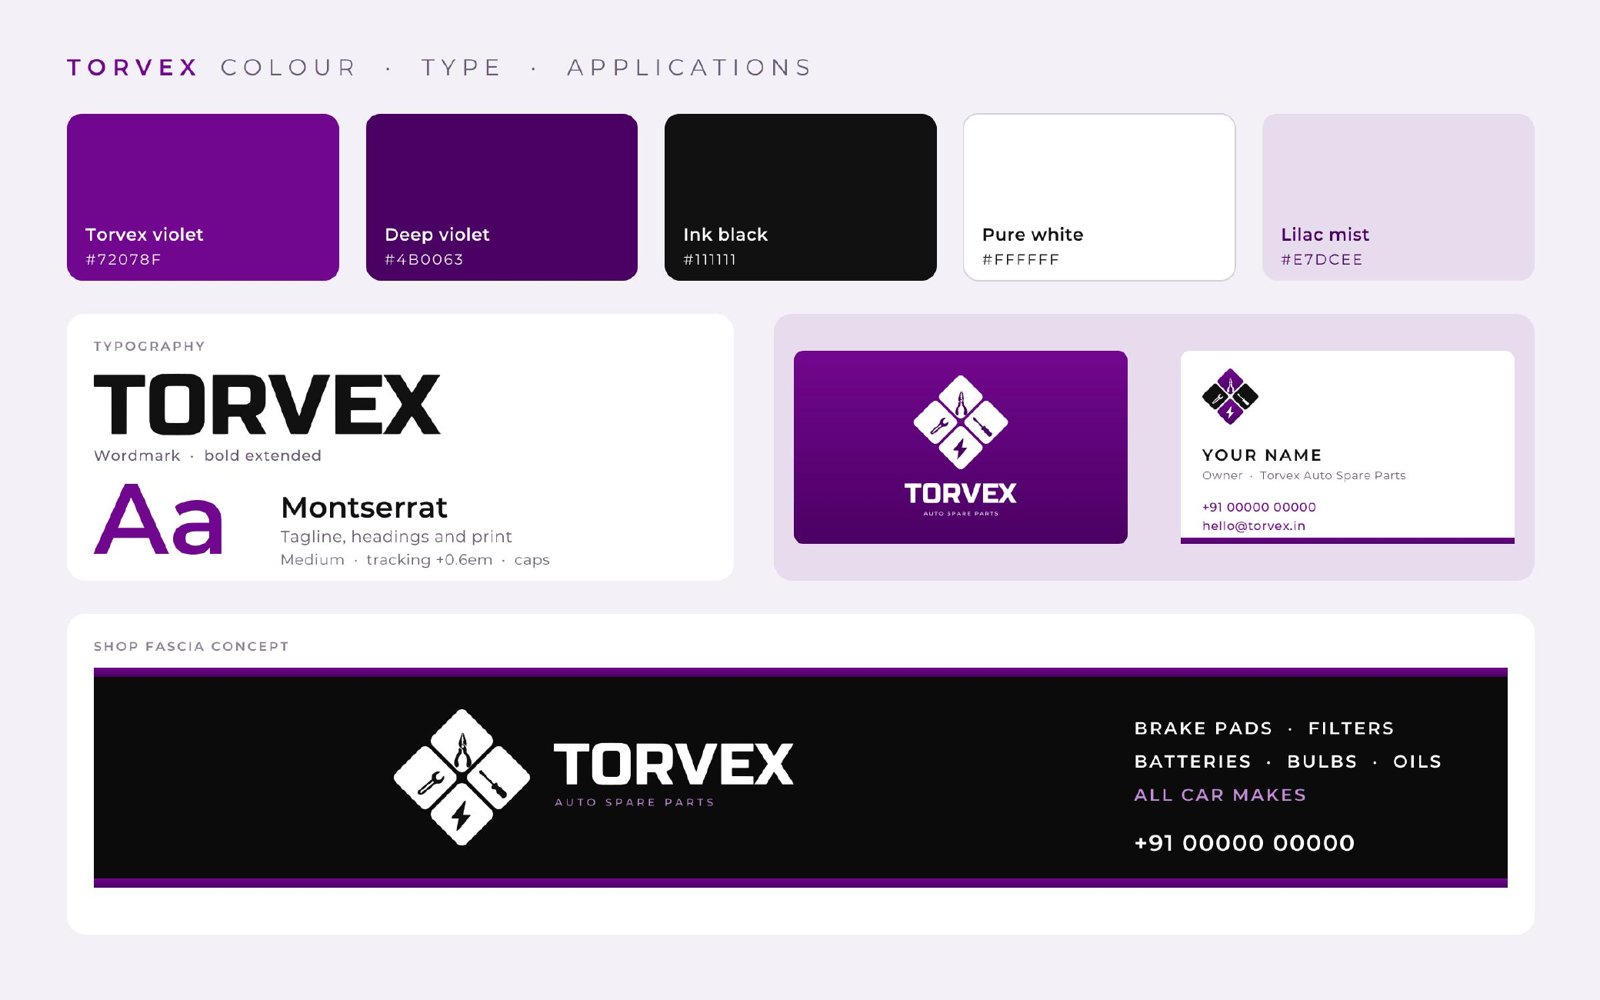 TORVEX COLOUR · TYPE · APPLICATIONS
Torvex violet
#72078F
Deep violet
#4B0063
Ink black
#111111
Pure white
#FFFFFF
Lilac mist
#E7DCEE
TYPOGRAPHY
TORVEX
Wordmark · bold extended
Aa
Montserrat
Tagline, headings and print
Medium · tracking +0.6em · caps
TORVEX
AUTO SPARE PARTS
YOUR NAME
Owner · Torvex Auto Spare Parts
+91 00000 00000
hello@torvex.in
SHOP FASCIA CONCEPT
TORVEX
AUTO SPARE PARTS
BRAKE PADS · FILTERS
BATTERIES · BULBS · OILS
ALL CAR MAKES
+91 00000 00000